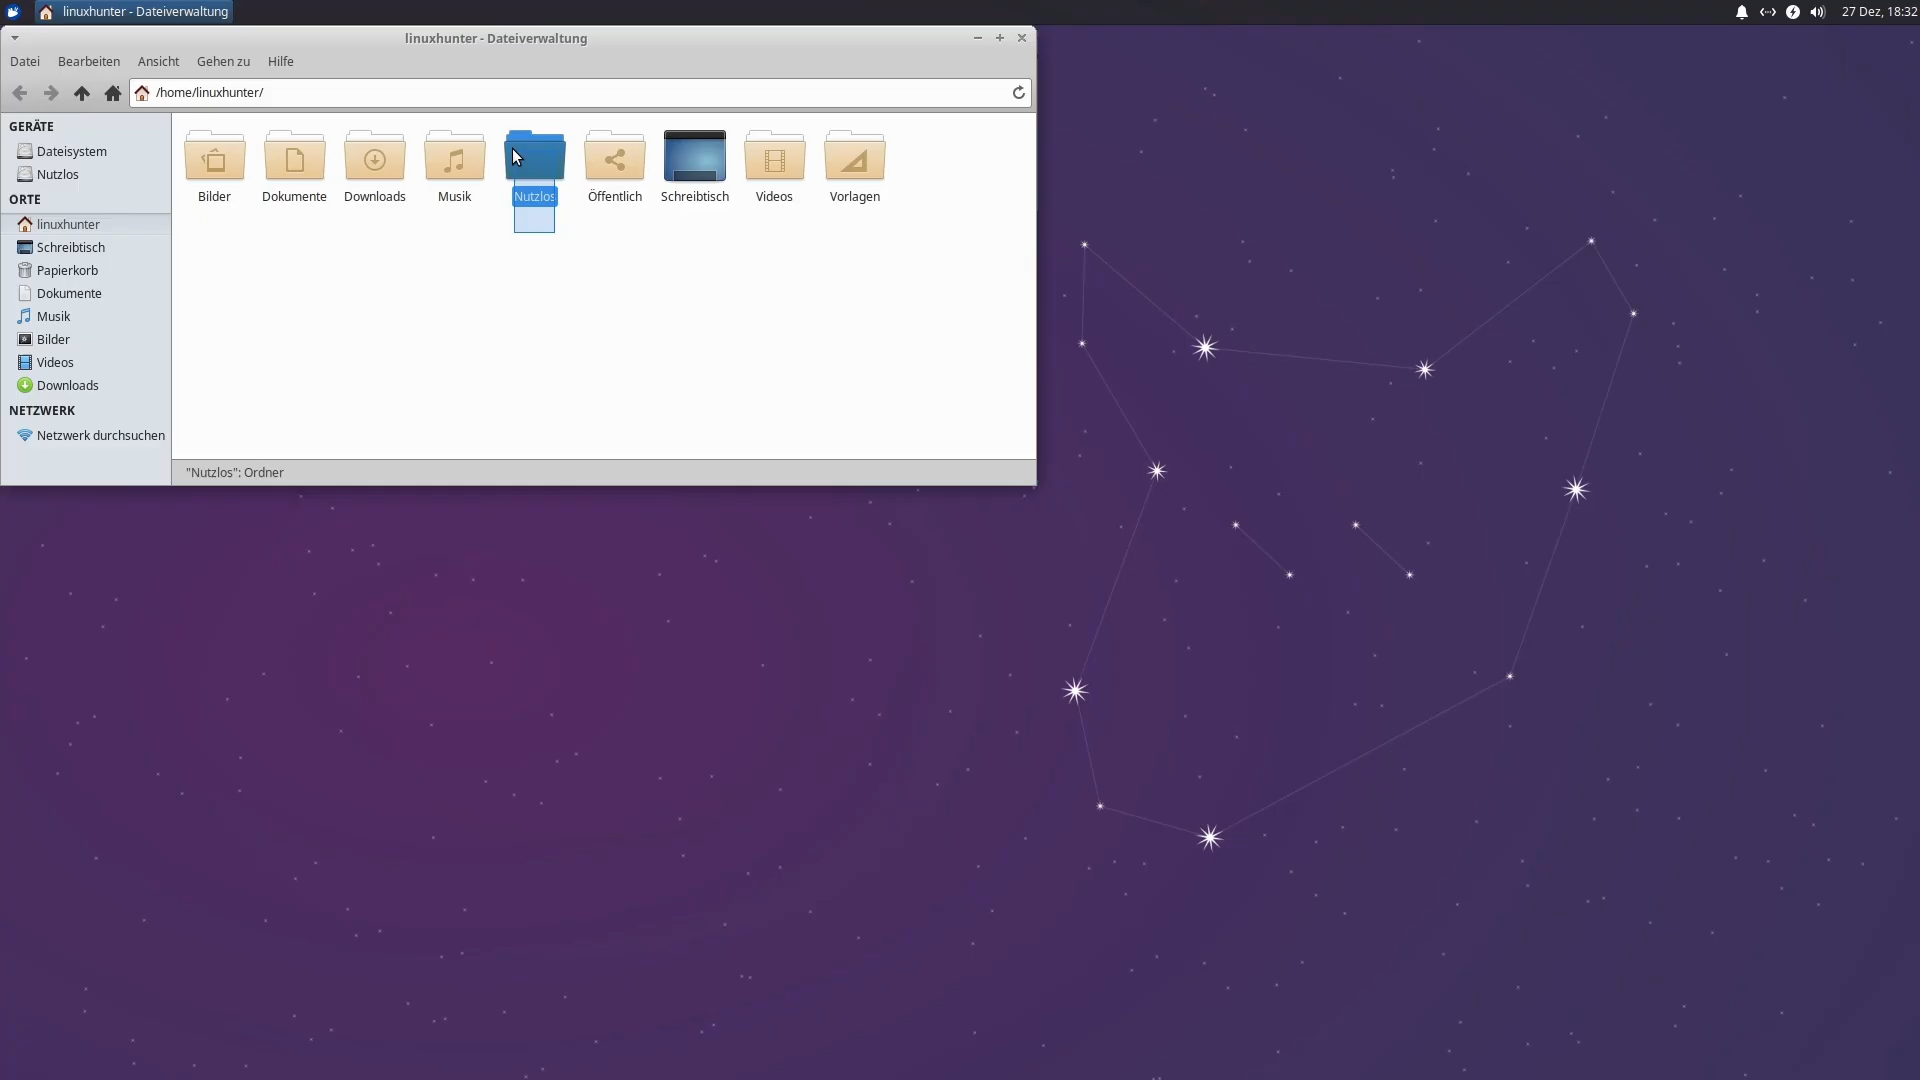 linuxhunter - Dateiverwaltung
27 Dez, 18:32
linuxhunter - Dateiverwaltung
Datei Bearbeiten Ansicht Gehen zu Hilfe
/home/linuxhunter/
GERÄTE
Dateisystem
Nutzlos
ORTE
linuxhunter
Schreibtisch
Papierkorb
Dokumente
Musik
Bilder
Videos
Downloads
NETZWERK
Netzwerk durchsuchen
Bilder Dokumente Downloads Musik Nutzlos Öffentlich Schreibtisch Videos Vorlagen
"Nutzlos": Ordner